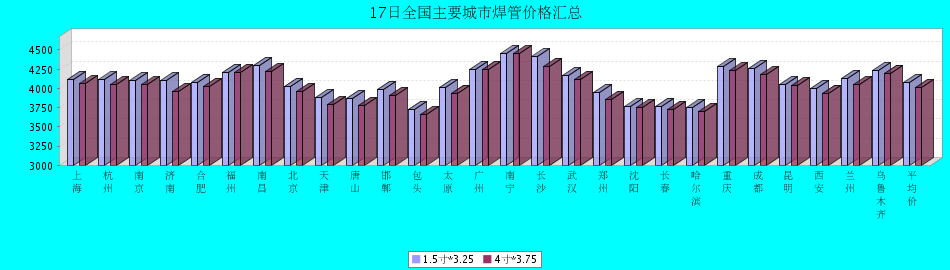 17日全国主要城市焊管价格汇总
4500
4250
4000
3750
3500
3250
3000
上海
杭州
南京
济南
合肥
福州
南昌
北京
天津
唐山
邯郸
包头
太原
广州
南宁
长沙
武汉
郑州
沈阳
长春
哈尔滨
重庆
成都
昆明
西安
兰州
乌鲁木齐
平均价
1.5寸*3.25
4寸*3.75